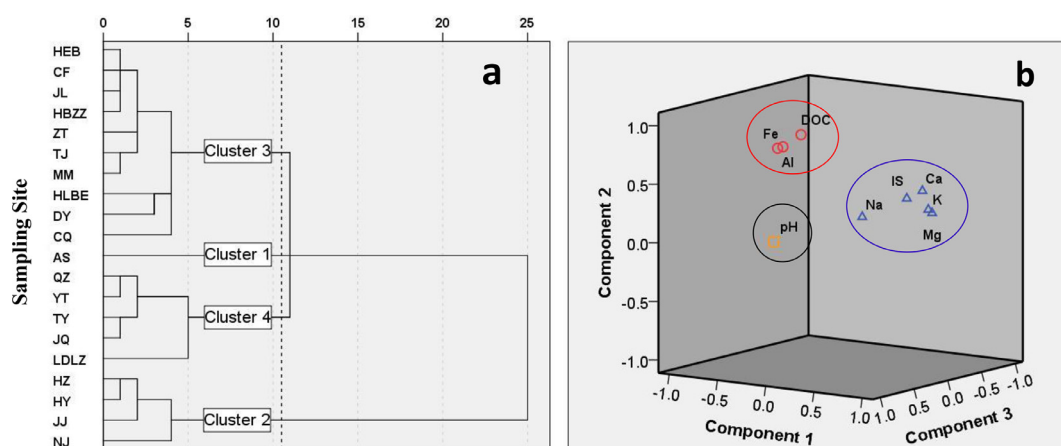 0 5 10 15 20 25
a
Sampling Site
HEB
CF
JL
HBZZ
ZT
TJ
MM
HLBE
DY
CQ
AS
QZ
YT
TY
JQ
LDLZ
HZ
HY
JJ
NJ
Cluster 3
Cluster 1
Cluster 4
Cluster 2
b
Component 2
1.0
0.5
0.0
-0.5
-1.0
DOC
Fe
Al
IS Ca
Na K
Mg
pH
-1.0 -0.5 0.0 0.5 1.0
Component 1
1.0 0.5 0.0 -0.5 -1.0
Component 3